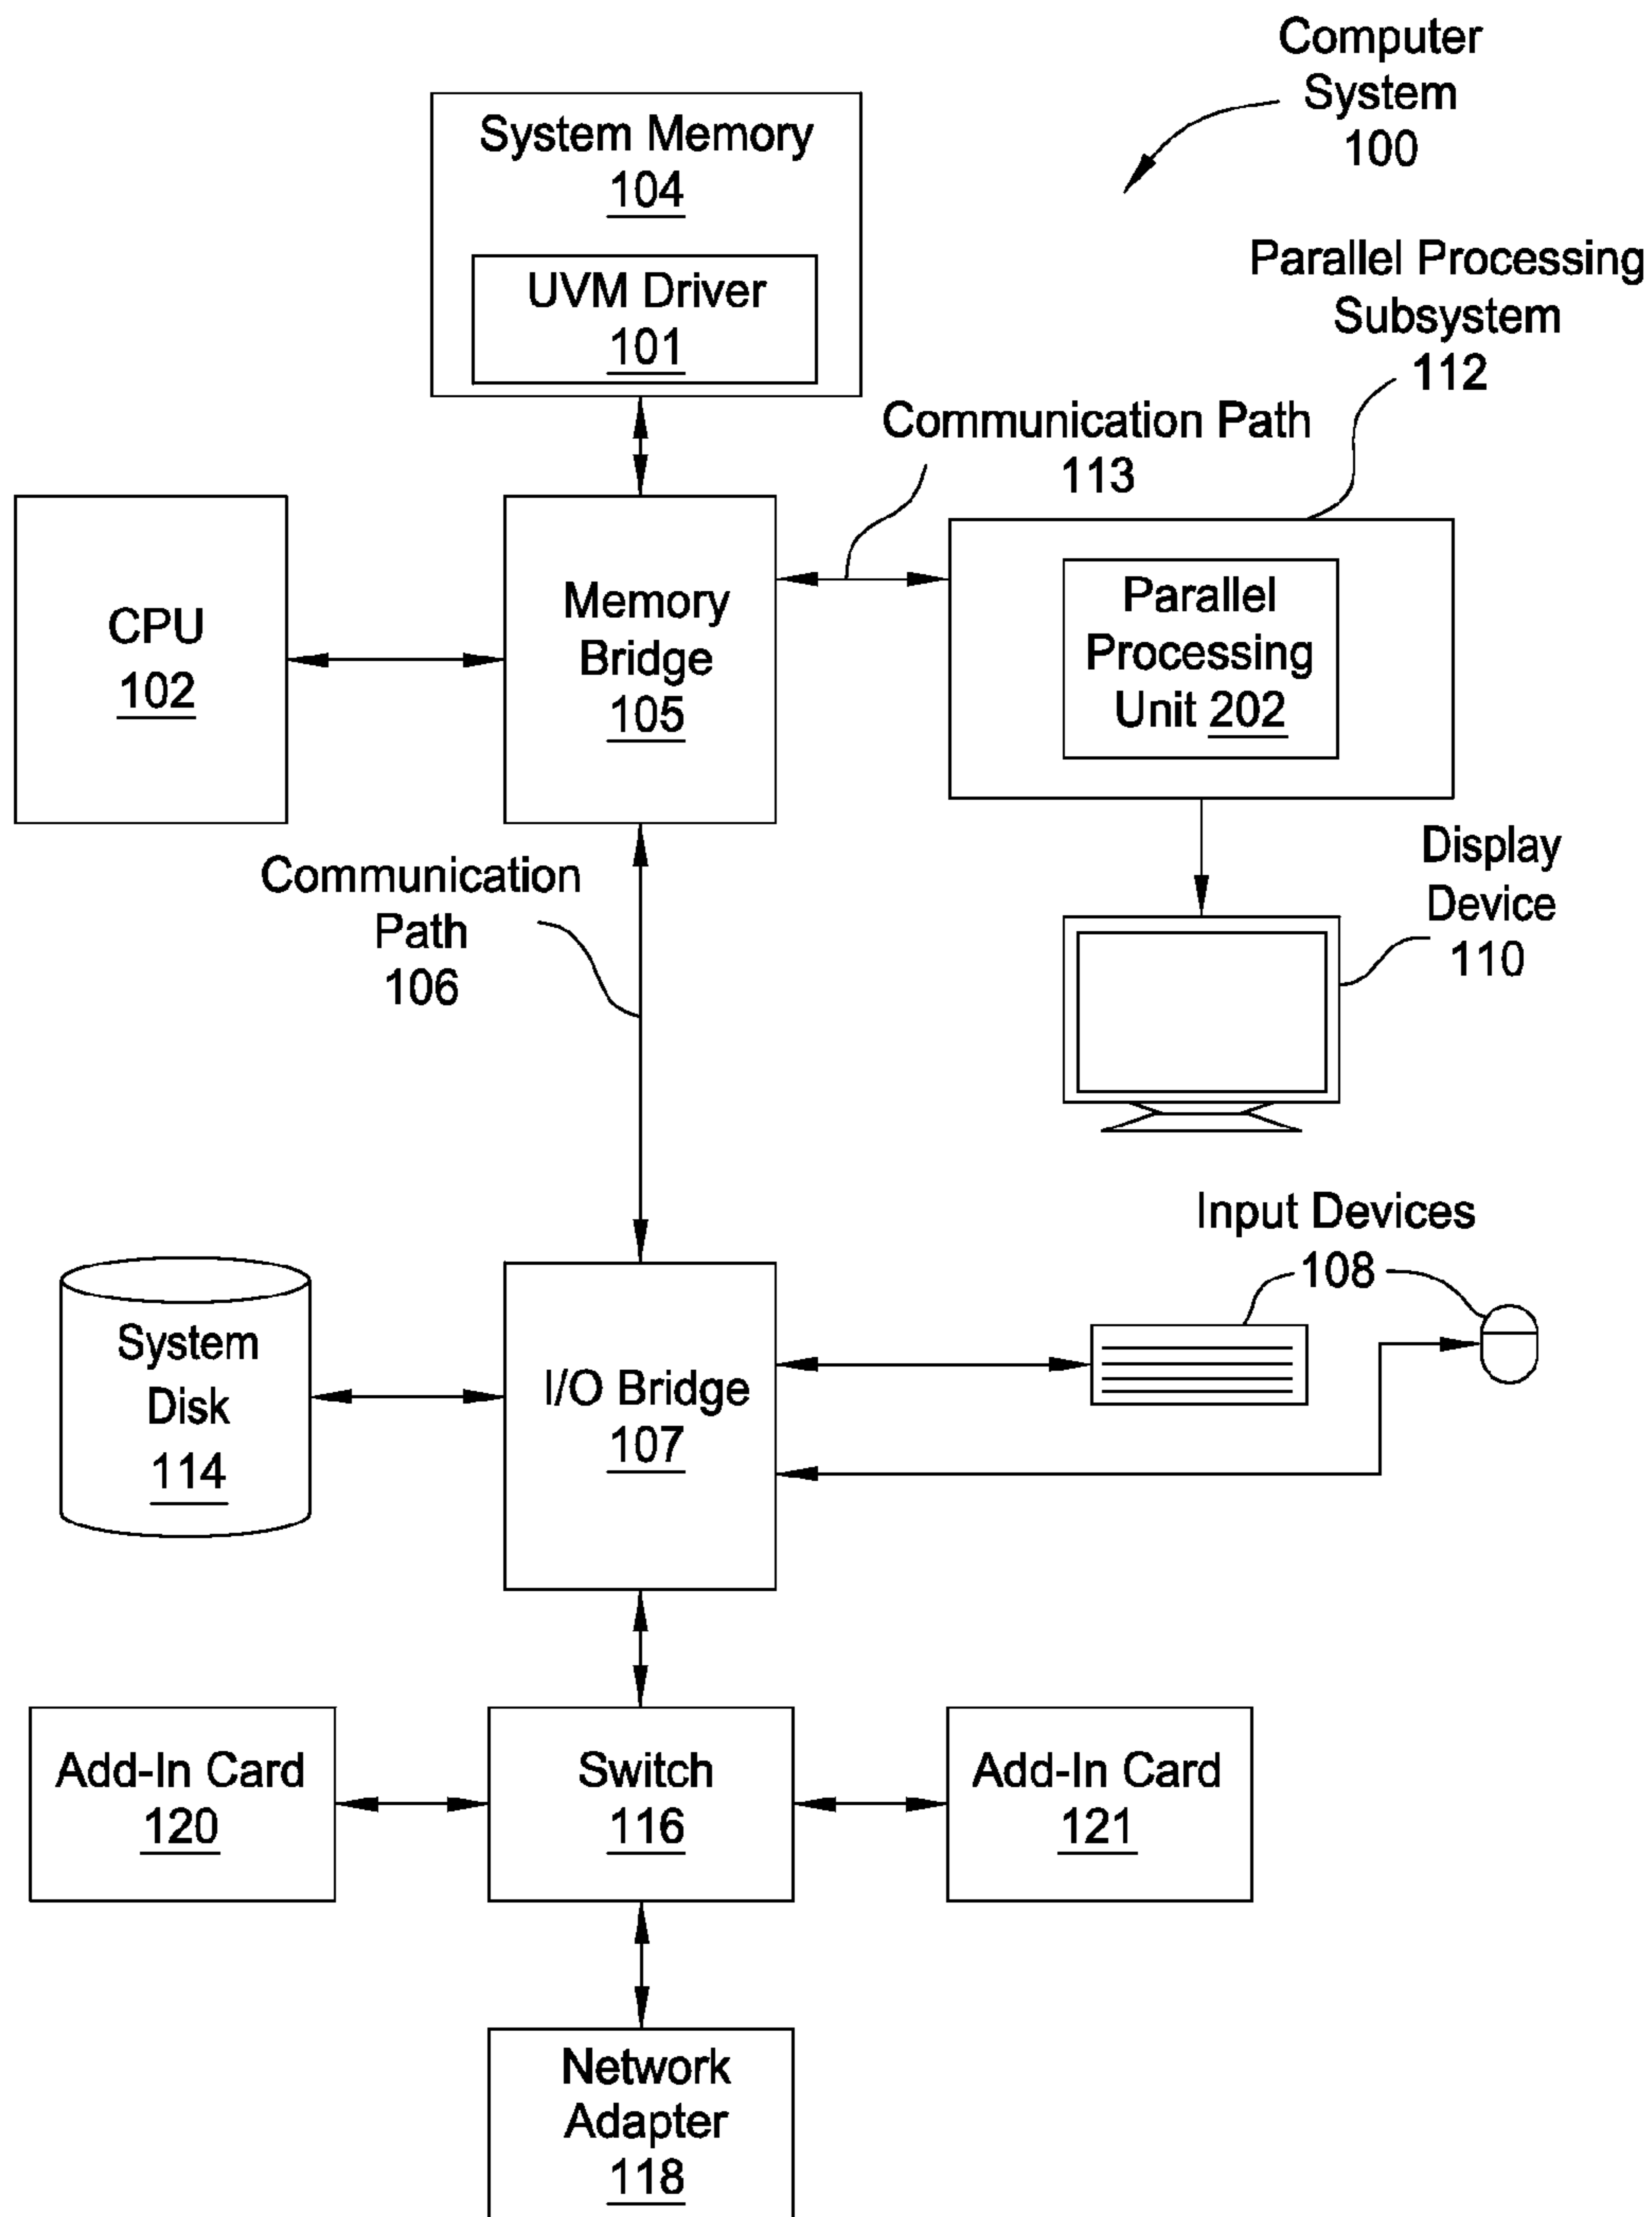 Computer
System
100
System Memory
104
UVM Driver
101
Parallel Processing
Subsystem
112
Communication Path
113
CPU
102
Memory
Bridge
105
Parallel
Processing
Unit 202
Communication
Path
106
Display
Device
110
Input Devices
108
System
Disk
114
I/O Bridge
107
Add-In Card
120
Switch
116
Add-In Card
121
Network
Adapter
118